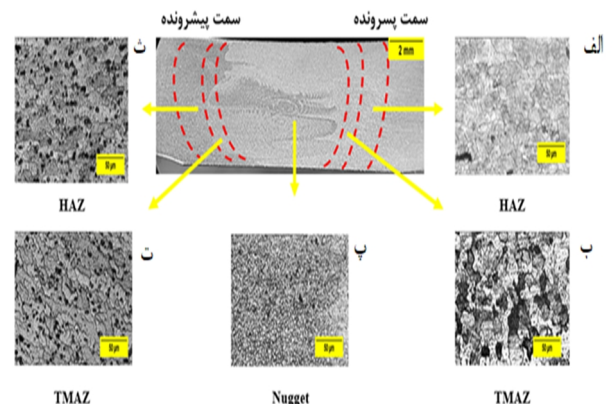 سمت پسرونده
سمت پیشرونده
2 mm
الف
50 µm
HAZ
ث
50 µm
HAZ
ب
50 µm
TMAZ
پ
50 µm
Nugget
ت
50 µm
TMAZ